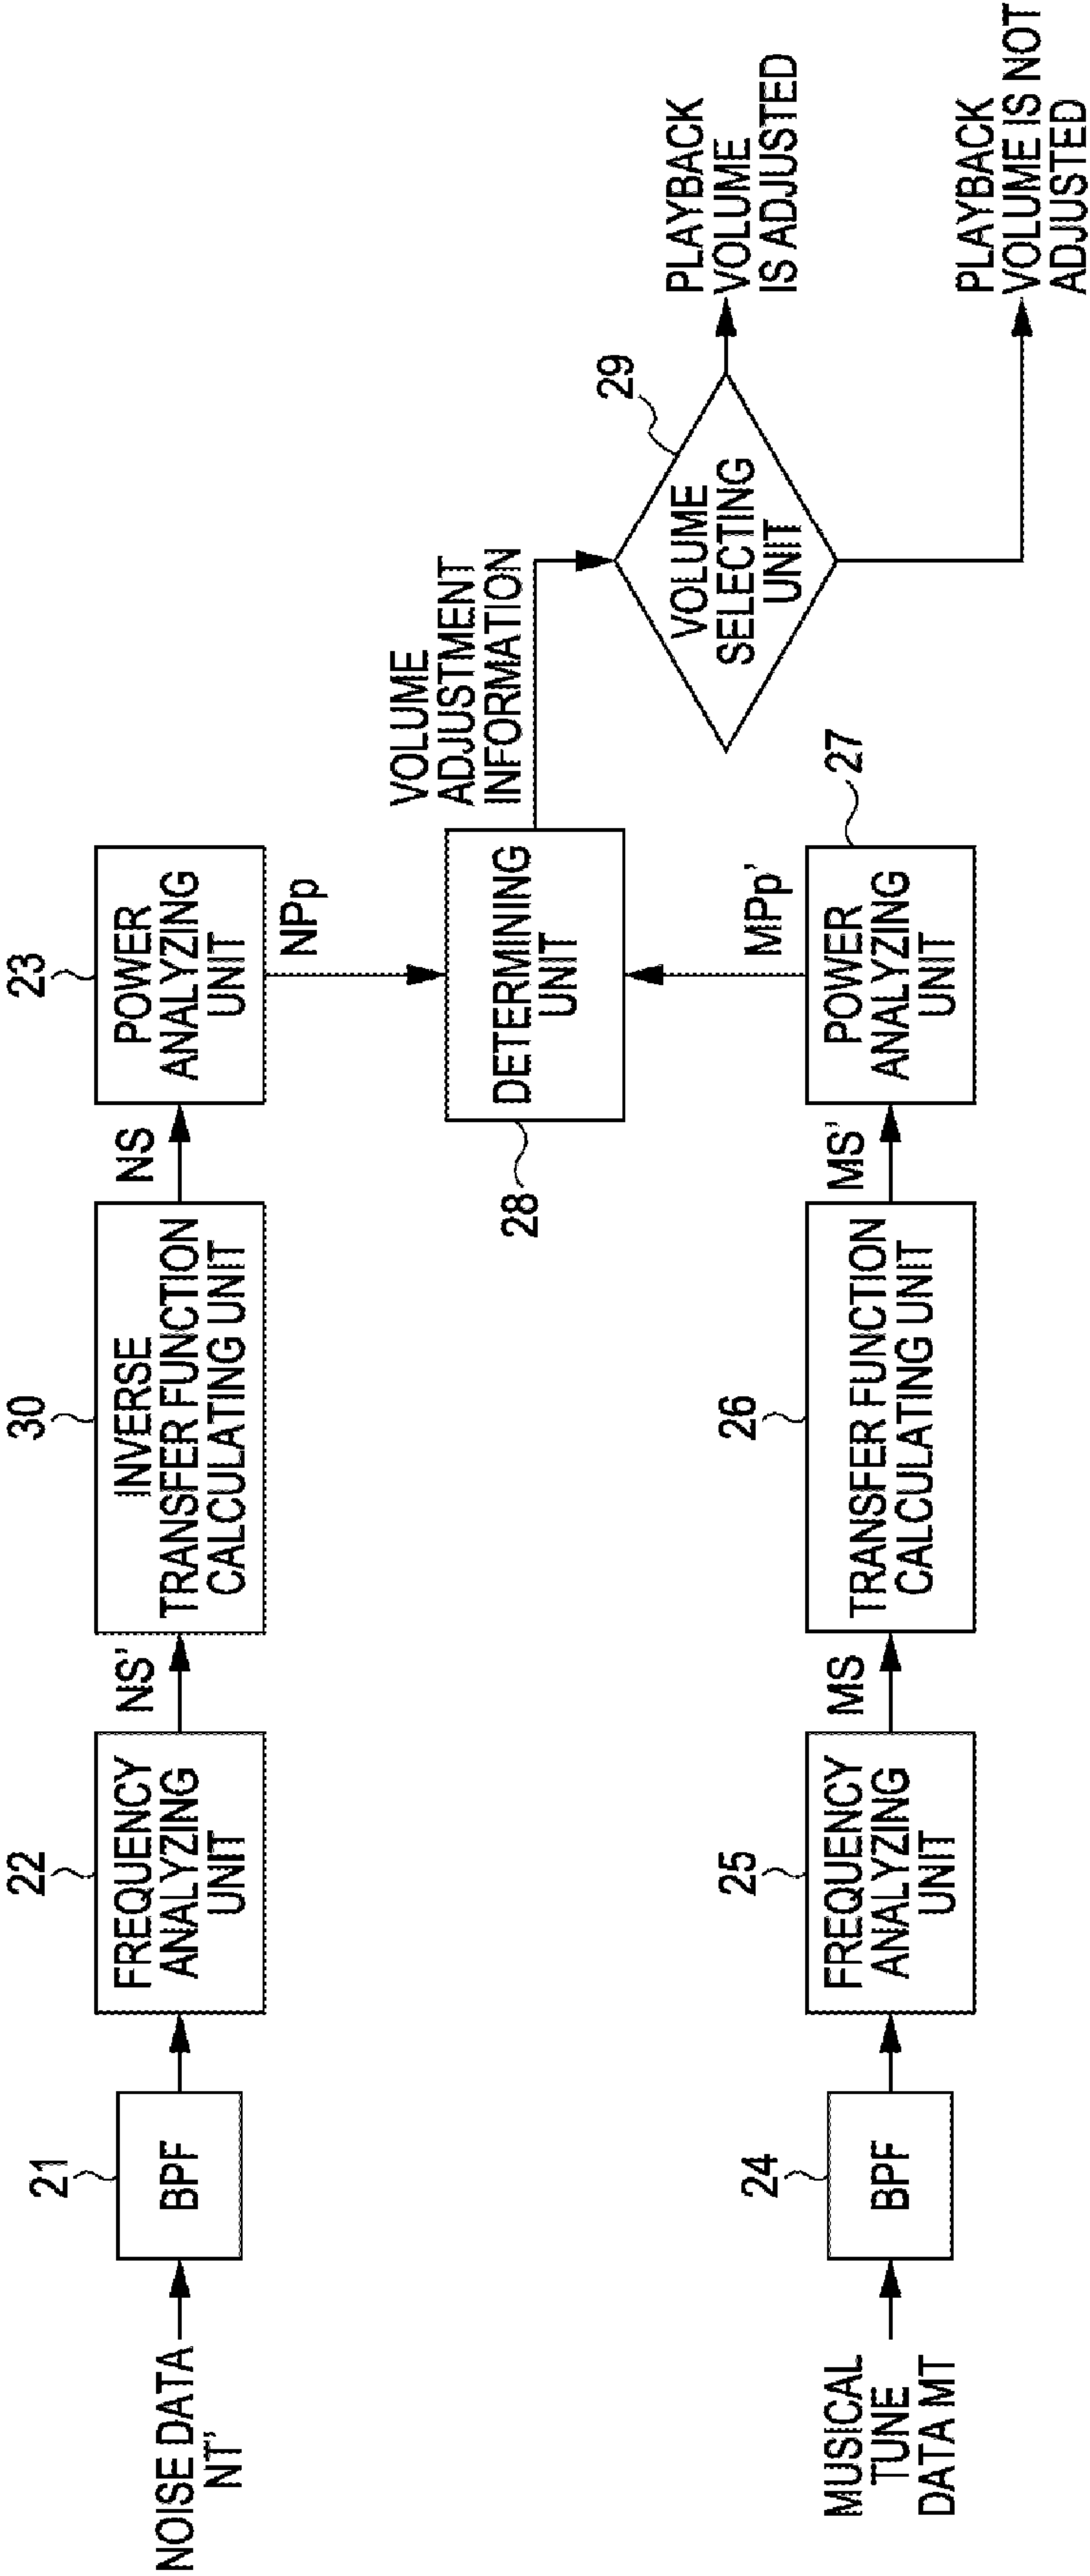 NOISE DATA
NT'
21
BPF
22
FREQUENCY
ANALYZING
UNIT
NS'
30
INVERSE
TRANSFER FUNCTION
CALCULATING UNIT
NS
23
POWER
ANALYZING
UNIT
NPp
28
DETERMINING
UNIT
VOLUME
ADJUSTMENT
INFORMATION
29
VOLUME
SELECTING
UNIT
PLAYBACK
VOLUME
IS ADJUSTED
PLAYBACK
VOLUME IS NOT
ADJUSTED
MUSICAL
TUNE
DATA MT
24
BPF
25
FREQUENCY
ANALYZING
UNIT
MS
26
TRANSFER FUNCTION
CALCULATING UNIT
MS'
27
POWER
ANALYZING
UNIT
MPp'